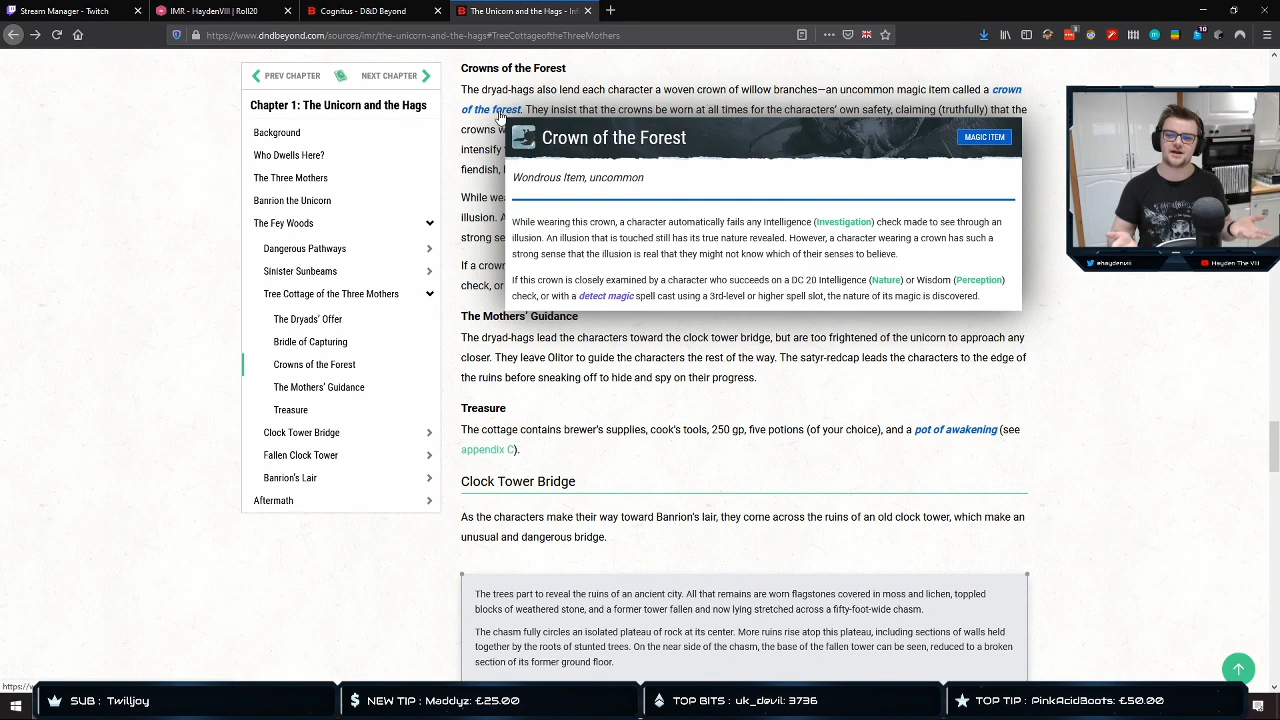 Stream Manager - Twitch
IMR - HaydenVIII | Roll20
Cognitus - D&D Beyond
The Unicorn and the Hags - Inf
https://www.dndbeyond.com/sources/imr/the-unicorn-and-the-hags#TreeCottageoftheThreeMothers
PREV CHAPTER
NEXT CHAPTER
Chapter 1: The Unicorn and the Hags
Background
Who Dwells Here?
The Three Mothers
Banrion the Unicorn
The Fey Woods
Dangerous Pathways
Sinister Sunbeams
Tree Cottage of the Three Mothers
The Dryads' Offer
Bridle of Capturing
Crowns of the Forest
The Mothers' Guidance
Treasure
Clock Tower Bridge
Fallen Clock Tower
Banrion's Lair
Aftermath
Crowns of the Forest
The dryad-hags also lend each character a woven crown of willow branches—an uncommon magic item called a crown
of the forest. They insist that the crowns be worn at all times for the characters' own safety, claiming (truthfully) that the
crowns w
intensify
fiendish,
While wea
illusion. A
strong se
If a crown
check, or
Crown of the Forest
MAGIC ITEM
Wondrous Item, uncommon
While wearing this crown, a character automatically fails any Intelligence (Investigation) check made to see through an
illusion. An illusion that is touched still has its true nature revealed. However, a character wearing a crown has such a
strong sense that the illusion is real that they might not know which of their senses to believe.
If this crown is closely examined by a character who succeeds on a DC 20 Intelligence (Nature) or Wisdom (Perception)
check, or with a detect magic spell cast using a 3rd-level or higher spell slot, the nature of its magic is discovered.
The Mothers' Guidance
The dryad-hags lead the characters toward the clock tower bridge, but are too frightened of the unicorn to approach any
closer. They leave Olitor to guide the characters the rest of the way. The satyr-redcap leads the characters to the edge of
the ruins before sneaking off to hide and spy on their progress.
Treasure
The cottage contains brewer's supplies, cook's tools, 250 gp, five potions (of your choice), and a pot of awakening (see
appendix C).
Clock Tower Bridge
As the characters make their way toward Banrion's lair, they come across the ruins of an old clock tower, which make an
unusual and dangerous bridge.
The trees part to reveal the ruins of an ancient city. All that remains are worn flagstones covered in moss and lichen, toppled
blocks of weathered stone, and a former tower fallen and now lying stretched across a fifty-foot-wide chasm.
The chasm fully circles an isolated plateau of rock at its center. More ruins rise atop this plateau, including sections of walls held
together by the roots of stunted trees. On the near side of the chasm, the base of the fallen tower can be seen, reduced to a broken
section of its former ground floor.
ehaydenviii
Hayden The VIII
https://w
SUB : Twilljoy
NEW TIP : Maddyz: £25.00
TOP BITS : uk_devil: 3736
TOP TIP : PinkAcidBoots: £50.00